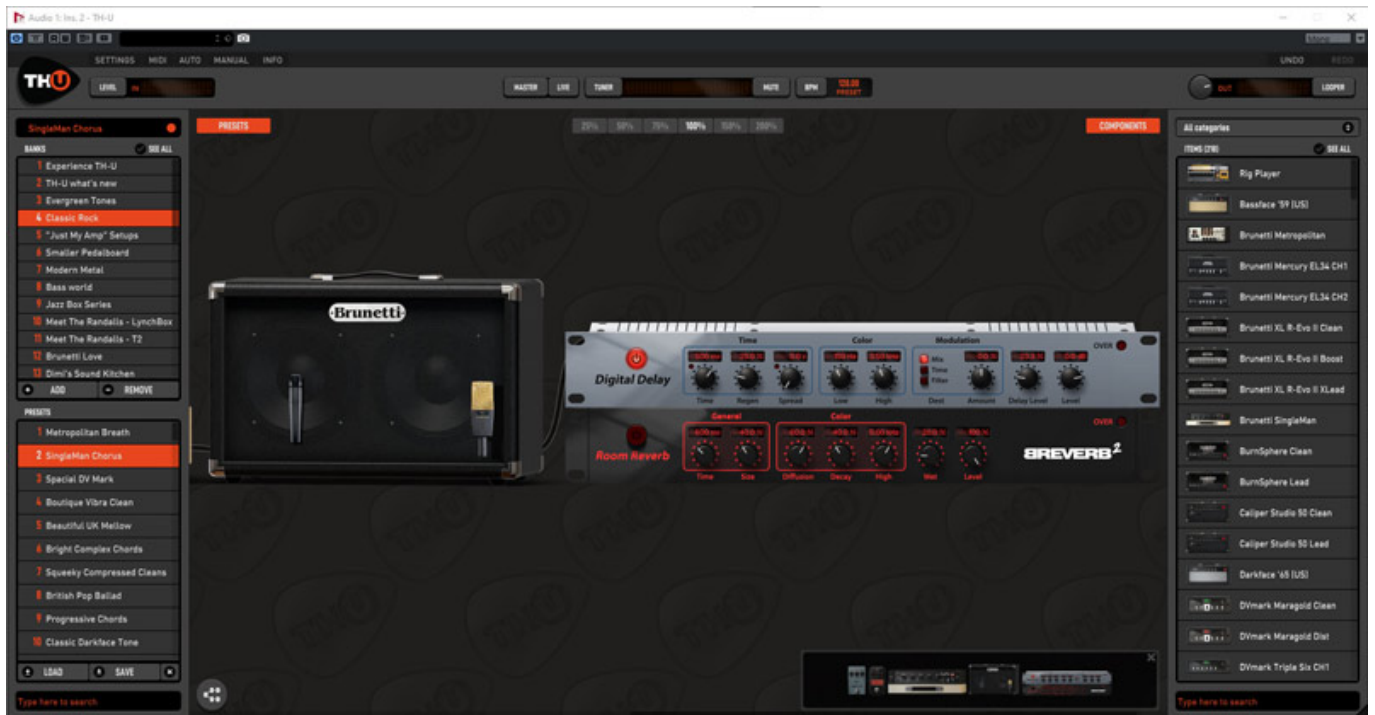 Audio 1: Ins. 2 - TH-U
Mono
SETTINGS MIDI AUTO MANUAL INFO
UNDO REDO
THU
LEVEL IN
MASTER LIVE TUNER MUTE BPM 120.00
PRESET
OUT LOOPER
SingleMan Chorus
PRESETS
25% 50% 75% 100% 150% 200%
COMPONENTS
All categories
BANKS SEE ALL
1 Experience TH-U
2 TH-U what's new
3 Evergreen Tones
4 Classic Rock
5 "Just My Amp" Setups
6 Smaller Pedalboard
7 Modern Metal
8 Bass world
9 Jazz Box Series
10 Meet The Randalls - LynchBox
11 Meet The Randalls - T2
12 Brunetti Love
13 Dimi's Sound Kitchen
ADD REMOVE
PRESETS
1 Metropolitan Breath
2 SingleMan Chorus
3 Spacial DV Mark
4 Boutique Vibra Clean
5 Beautiful UK Mellow
6 Bright Complex Chords
7 Squeeky Compressed Cleans
8 British Pop Ballad
9 Progressive Chords
10 Classic Darkface Tone
LOAD SAVE
Type here to search
Brunetti
Time Color Modulation
OVER
Mix
Time
Filter
Digital Delay
Time Regen Spread Low High Dest Amount Delay Level Level
General Color
OVER
Room Reverb
BREVERB2
Time Size Diffusion Decay High Wet Level
ITEMS (218) SEE ALL
Rig Player
Bassface '59 (US)
Brunetti Metropolitan
Brunetti Mercury EL34 CH1
Brunetti Mercury EL34 CH2
Brunetti XL R-Evo II Clean
Brunetti XL R-Evo II Boost
Brunetti XL R-Evo II XLead
Brunetti SingleMan
BurnSphere Clean
BurnSphere Lead
Caliper Studio 50 Clean
Caliper Studio 50 Lead
Darkface '65 (US)
DVmark Maragold Clean
DVmark Maragold Dist
DVmark Triple Six CH1
Type here to search